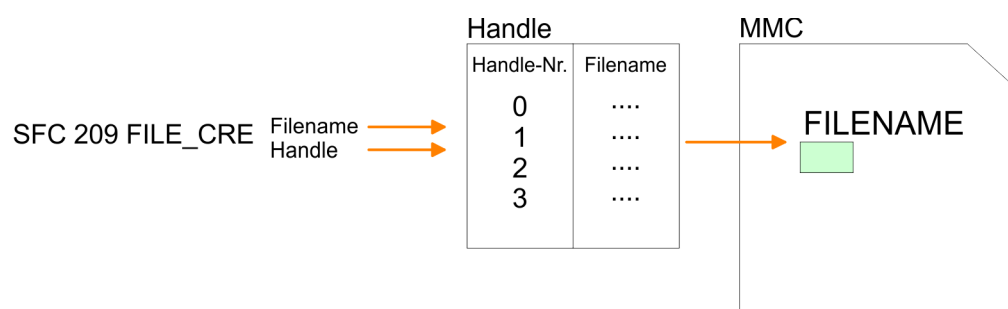 Handle
MMC
Handle-Nr. Filename
0 ....
1 ....
2 ....
3 ....
SFC 209 FILE_CRE
Filename
Handle
FILENAME